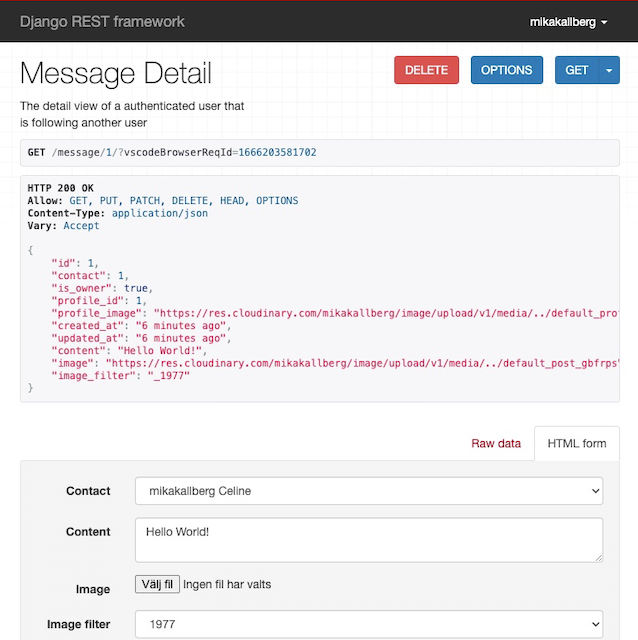 Django REST framework
mikakallberg
Message Detail
DELETE
OPTIONS
GET
The detail view of a authenticated user that
is following another user
GET /message/1/?vscodeBrowserReqId=1666203581702
HTTP 200 OK
Allow: GET, PUT, PATCH, DELETE, HEAD, OPTIONS
Content-Type: application/json
Vary: Accept
{
"id": 1,
"contact": 1,
"is_owner": true,
"profile_id": 1,
"profile_image": "https://res.cloudinary.com/mikakallberg/image/upload/v1/media/../default_pro
"created_at": "6 minutes ago",
"updated_at": "6 minutes ago",
"content": "Hello World!",
"image": "https://res.cloudinary.com/mikakallberg/image/upload/v1/media/../default_post_gbfrps
"image_filter": "_1977"
}
Raw data
HTML form
Contact
mikakallberg Celine
Content
Hello World!
Image
Välj fil Ingen fil har valts
Image filter
1977